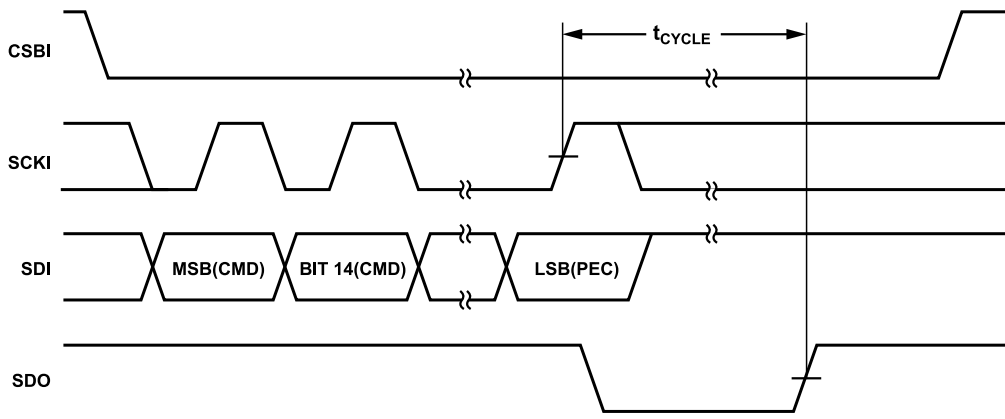 CSBI
tCYCLE
SCKI
SDI
MSB(CMD)
BIT 14(CMD)
LSB(PEC)
SDO